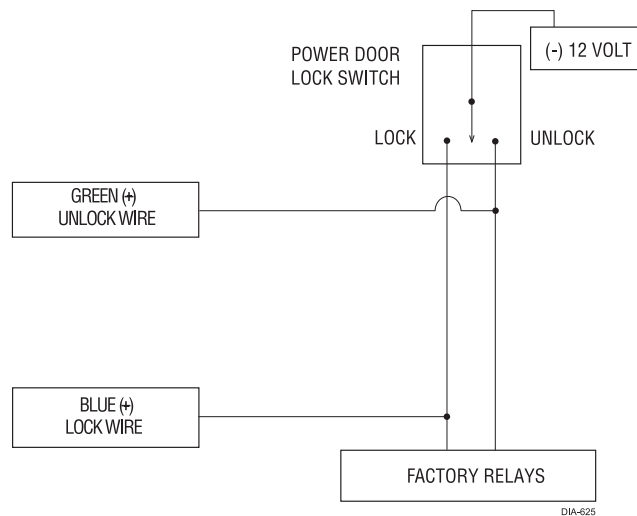 POWER DOOR
LOCK SWITCH
(-) 12 VOLT
LOCK
UNLOCK
GREEN (+)
UNLOCK WIRE
BLUE (+)
LOCK WIRE
FACTORY RELAYS
DIA-625